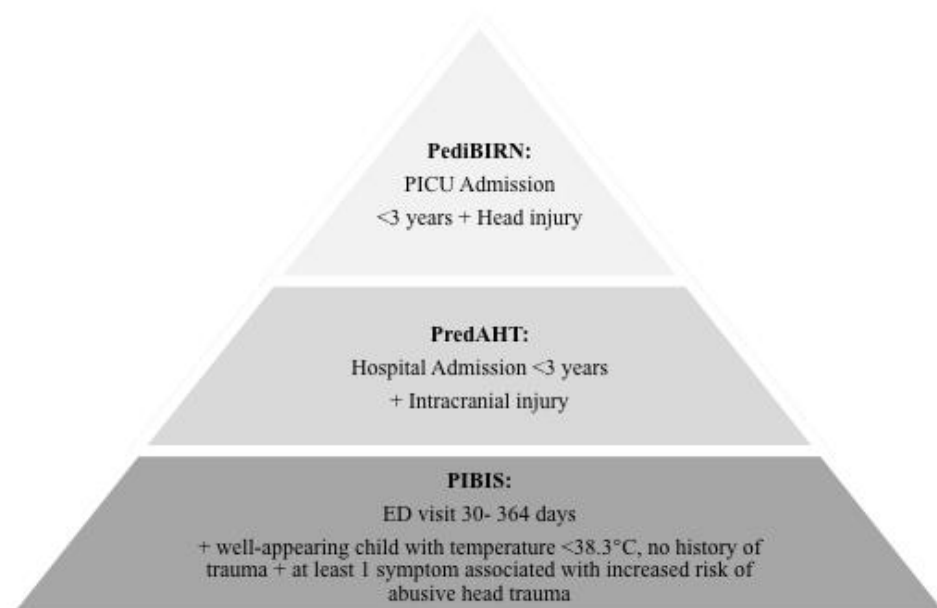 PediBIRN:
PICU Admission
<3 years + Head injury
PredAHT:
Hospital Admission <3 years
+ Intracranial injury
PIBIS:
ED visit 30- 364 days
+ well-appearing child with temperature <38.3°C, no history of
trauma + at least 1 symptom associated with increased risk of
abusive head trauma